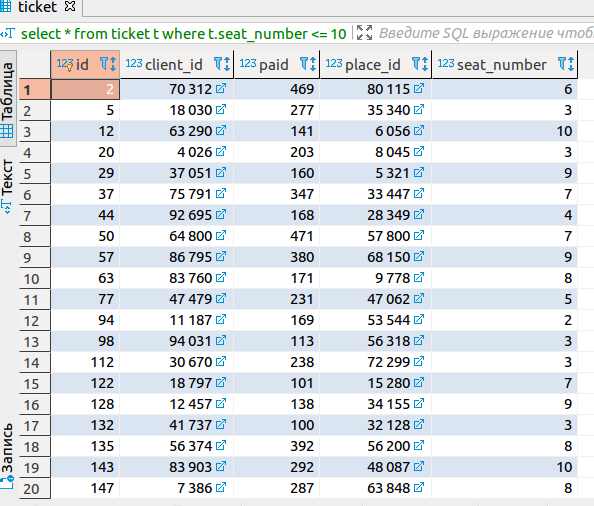 ticket
select * from ticket t where t.seat_number <= 10 Введите SQL выражение чтобы
Таблица
Текст
Запись
123 id 123 client_id 123 paid 123 place_id 123 seat_number
1 2 70 312 469 80 115 6
2 5 18 030 277 35 340 3
3 12 63 290 141 6 056 10
4 20 4 026 203 8 045 3
5 29 37 051 160 5 321 9
6 37 75 791 347 33 447 7
7 44 92 695 168 28 349 4
8 50 64 800 471 57 800 7
9 57 86 795 380 68 150 9
10 63 83 760 171 9 778 8
11 77 47 479 231 47 062 5
12 94 11 187 169 53 544 2
13 98 94 031 113 56 318 3
14 112 30 670 238 72 299 3
15 122 18 797 101 15 280 7
16 128 12 457 138 34 155 9
17 132 41 737 100 32 128 3
18 135 56 374 392 56 200 8
19 143 83 903 292 48 087 10
20 147 7 386 287 63 848 8